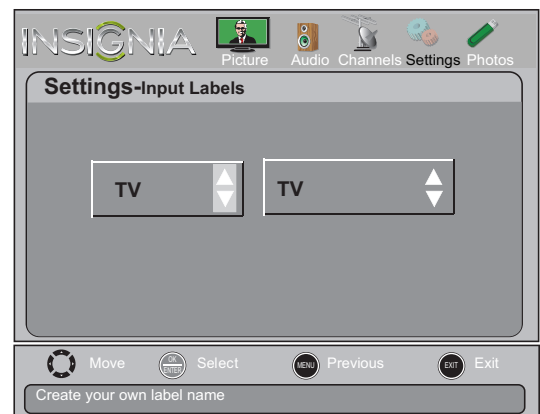 INSIGNIA
Picture Audio Channels Settings Photos
Settings-Input Labels
TV TV
Move OK ENTER Select MENU Previous EXIT Exit
Create your own label name